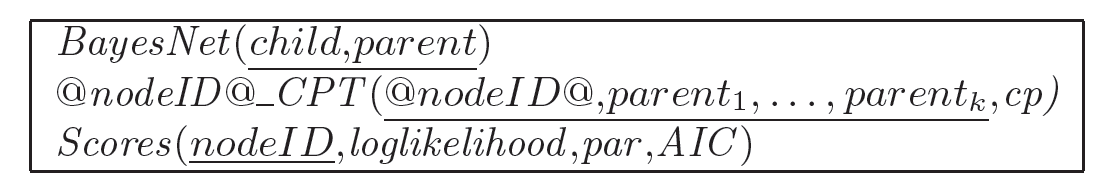 BayesNet(child,parent)
@nodeID@_CPT(@nodeID@,parent₁,...,parentₖ,cp)
Scores(nodeID,loglikelihood,par,AIC)